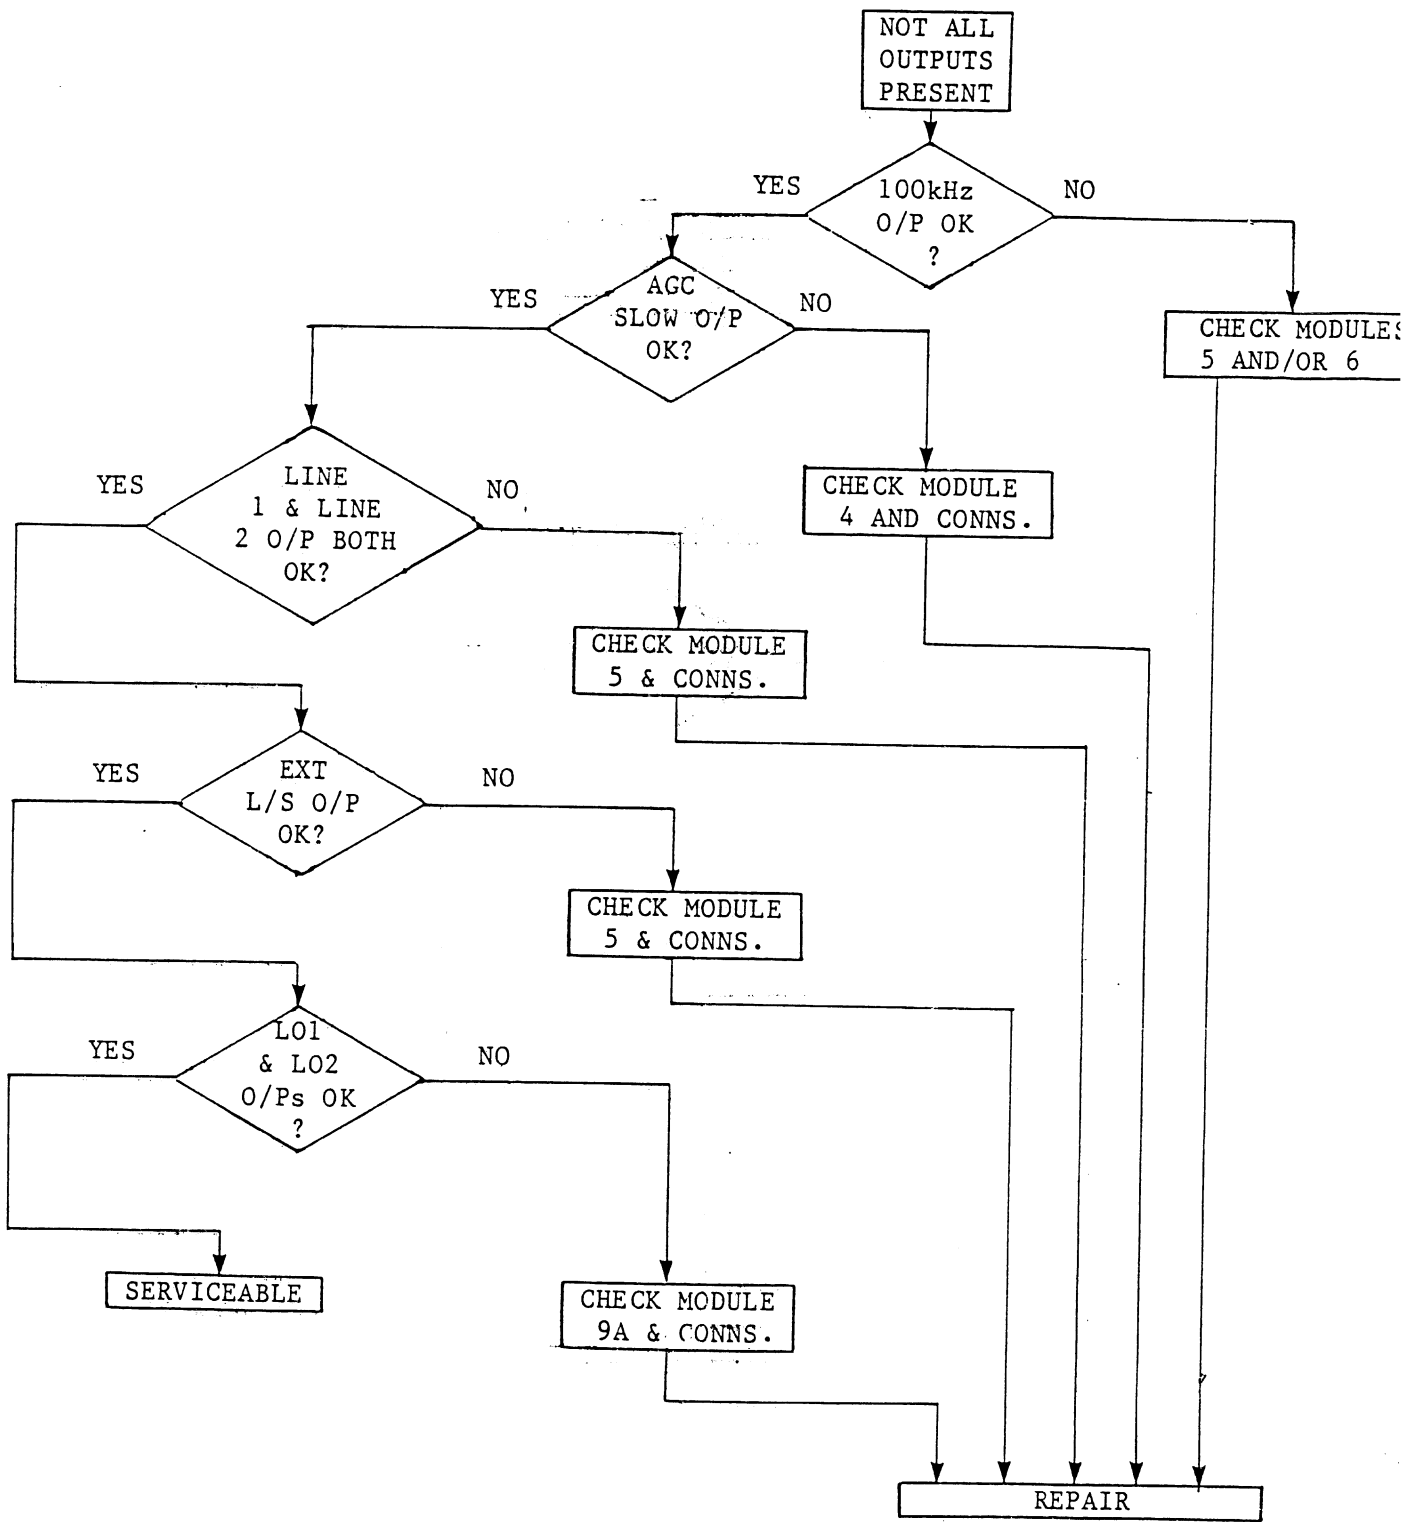 NOT ALL
OUTPUTS
PRESENT
YES
100kHz
O/P OK
?
NO
YES
AGC
SLOW O/P
OK?
NO
CHECK MODULES
5 AND/OR 6
YES
LINE
1 & LINE
2 O/P BOTH
OK?
NO
CHECK MODULE
4 AND CONNS.
CHECK MODULE
5 & CONNS.
YES
EXT
L/S O/P
OK?
NO
CHECK MODULE
5 & CONNS.
YES
LO1
& LO2
O/Ps OK
?
NO
SERVICEABLE
CHECK MODULE
9A & CONNS.
REPAIR